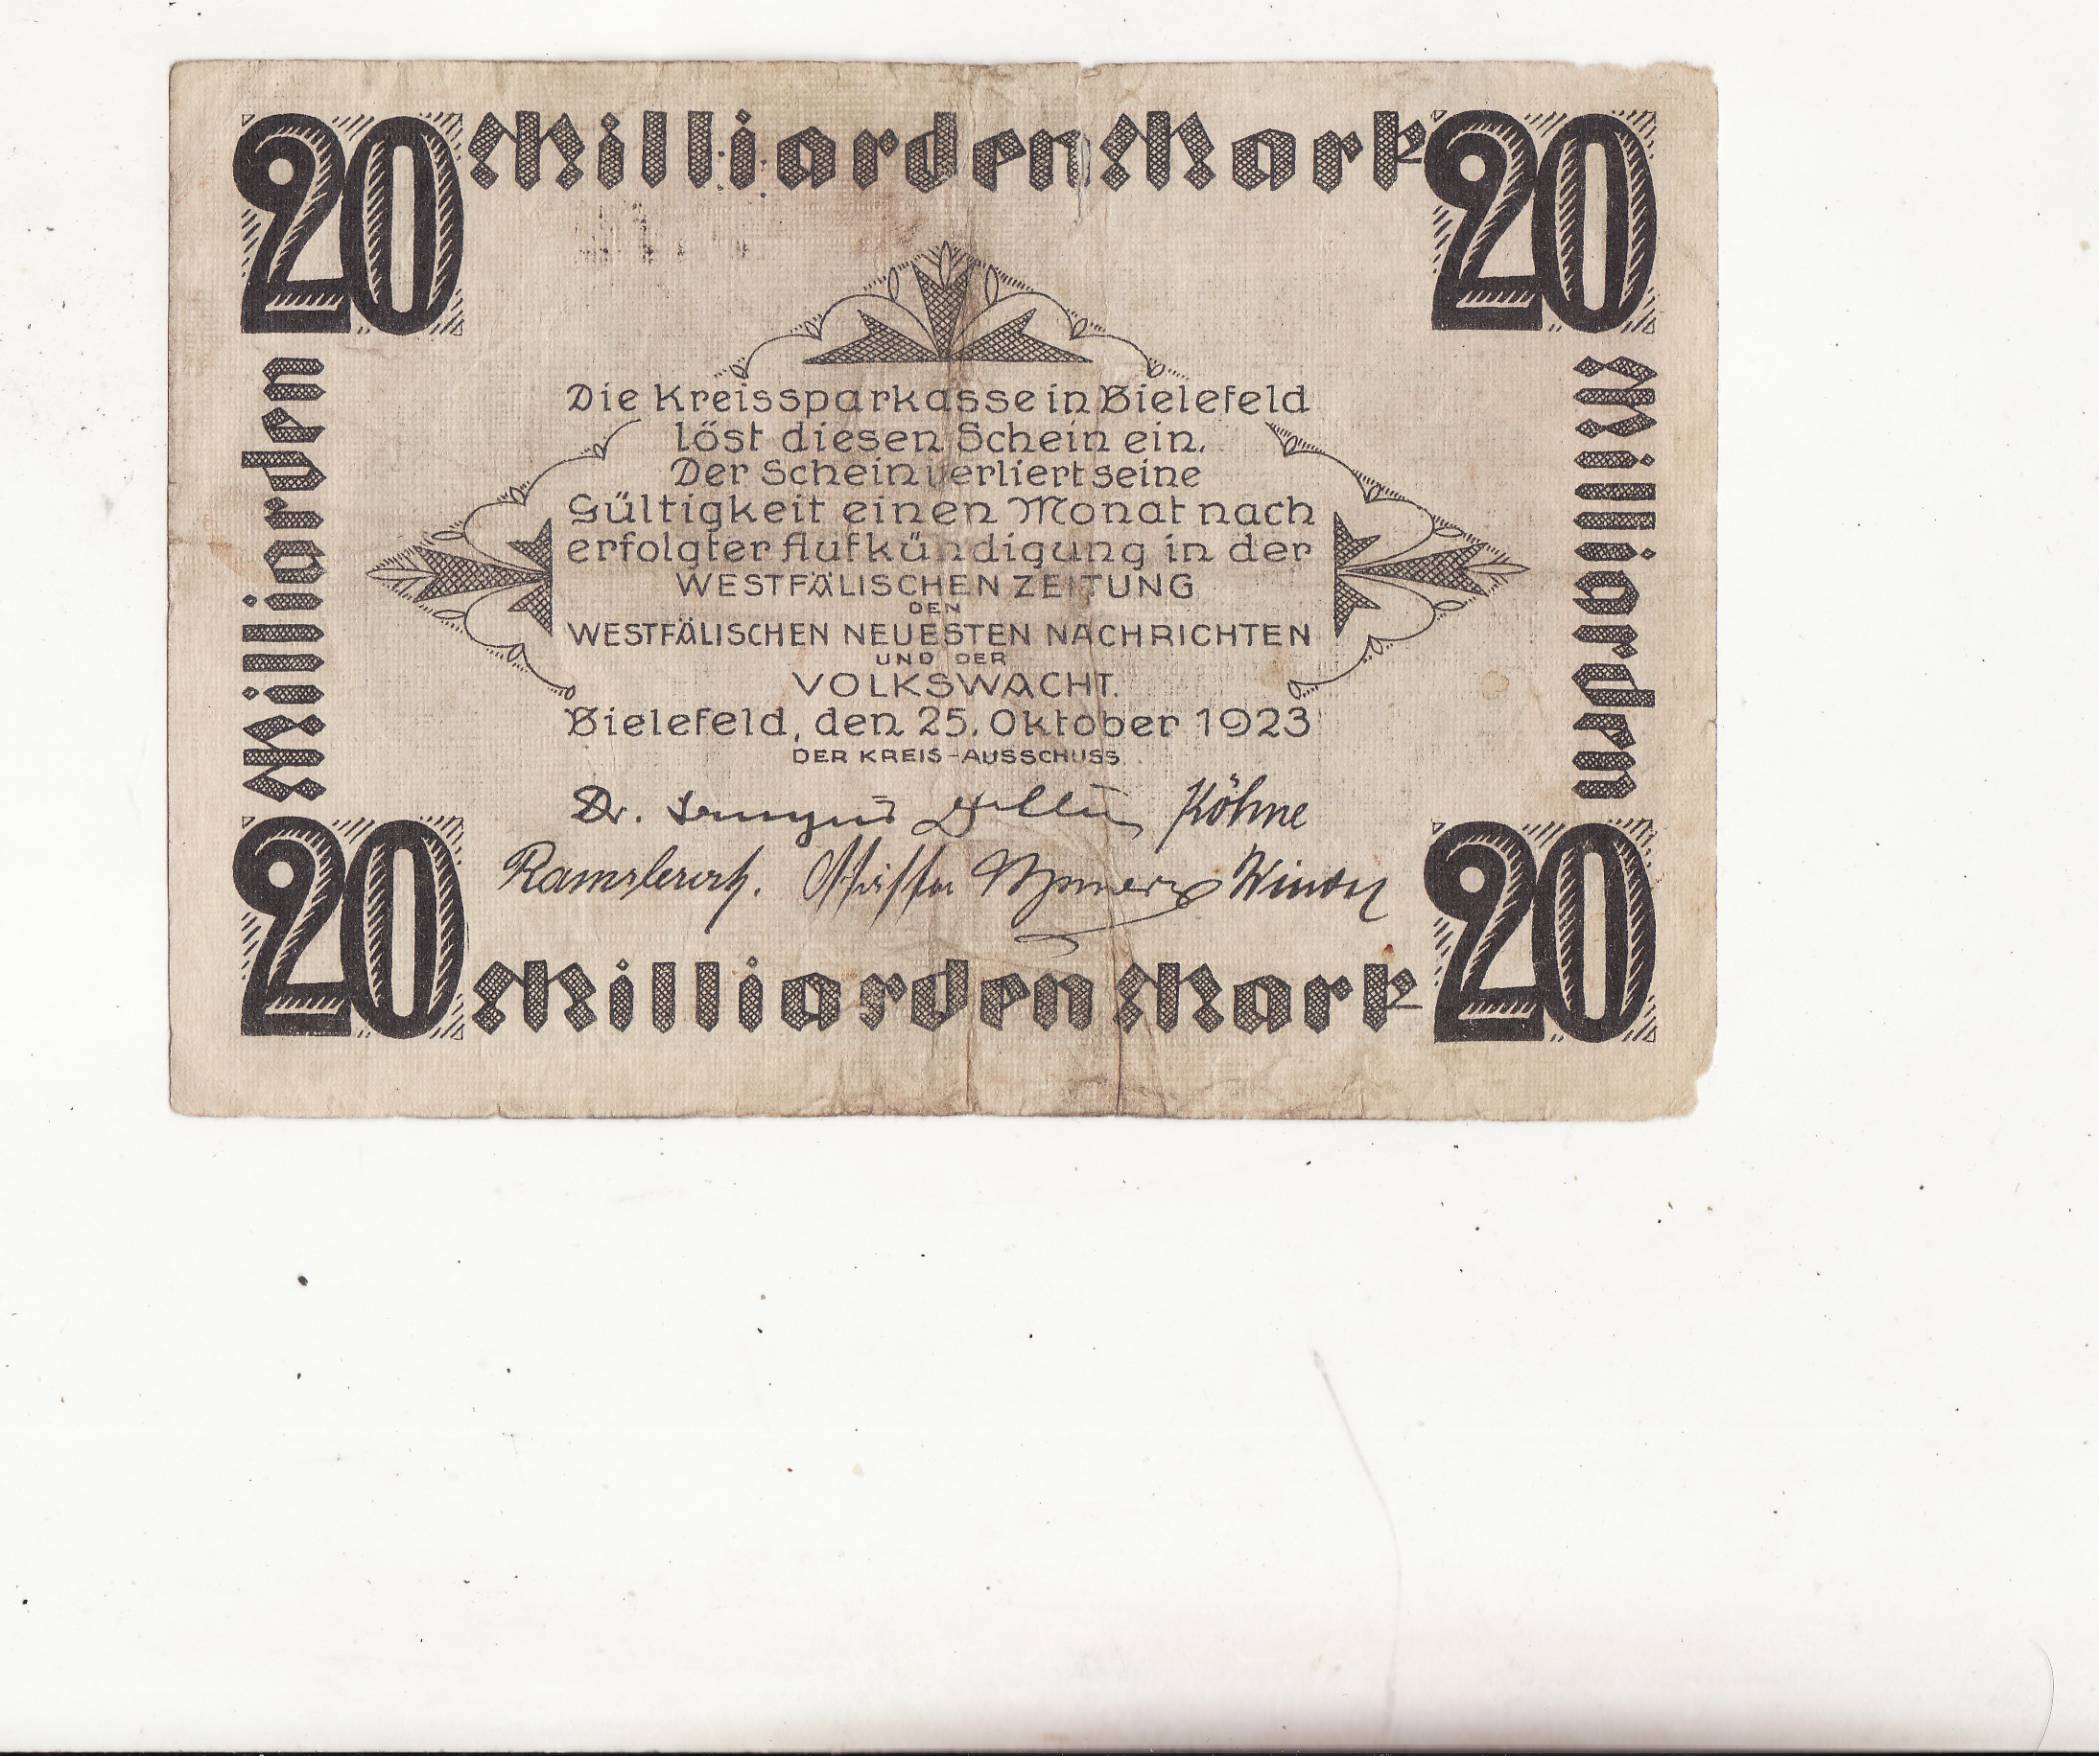 20 Milliarden Mark 20
Milliarden
Milliarden
Die Kreissparkasse in Bielefeld
löst diesen Schein ein.
Der Schein verliert seine
Gültigkeit einen Monat nach
erfolgter Aufkündigung in der
WESTFÄLISCHEN ZEITUNG
DEN
WESTFÄLISCHEN NEUESTEN NACHRICHTEN
UND DER
VOLKSWACHT.
Bielefeld, den 25. Oktober 1923
DER KREIS-AUSSCHUSS
Dr. Köhne
20 Milliarden Mark 20